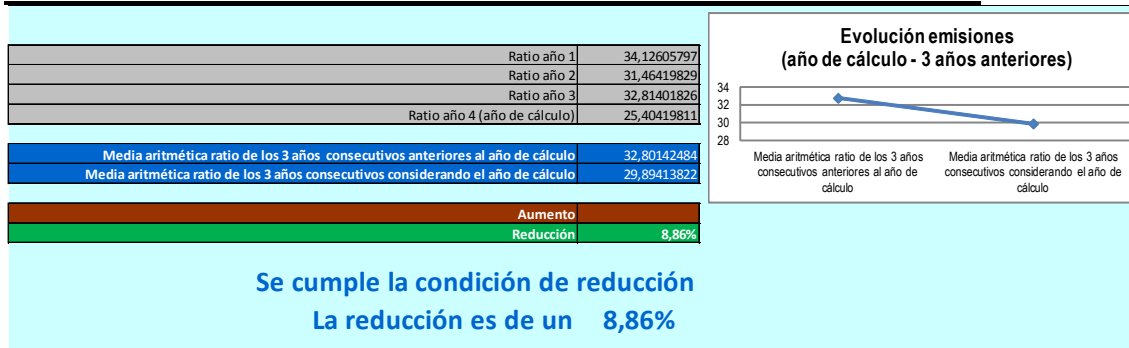 Ratio año 1 34,12605797
Ratio año 2 31,46419829
Ratio año 3 32,81401826
Ratio año 4 (año de cálculo) 25,40419811
Media aritmética ratio de los 3 años consecutivos anteriores al año de cálculo 32,80142484
Media aritmética ratio de los 3 años consecutivos considerando el año de cálculo 29,89413822
Aumento
Reducción 8,86%
Se cumple la condición de reducción
La reducción es de un 8,86%
Evolución emisiones
(año de cálculo - 3 años anteriores)
34
32
30
28
Media aritmética ratio de los 3 años
consecutivos anteriores al año de
cálculo
Media aritmética ratio de los 3 años
consecutivos considerando el año de
cálculo